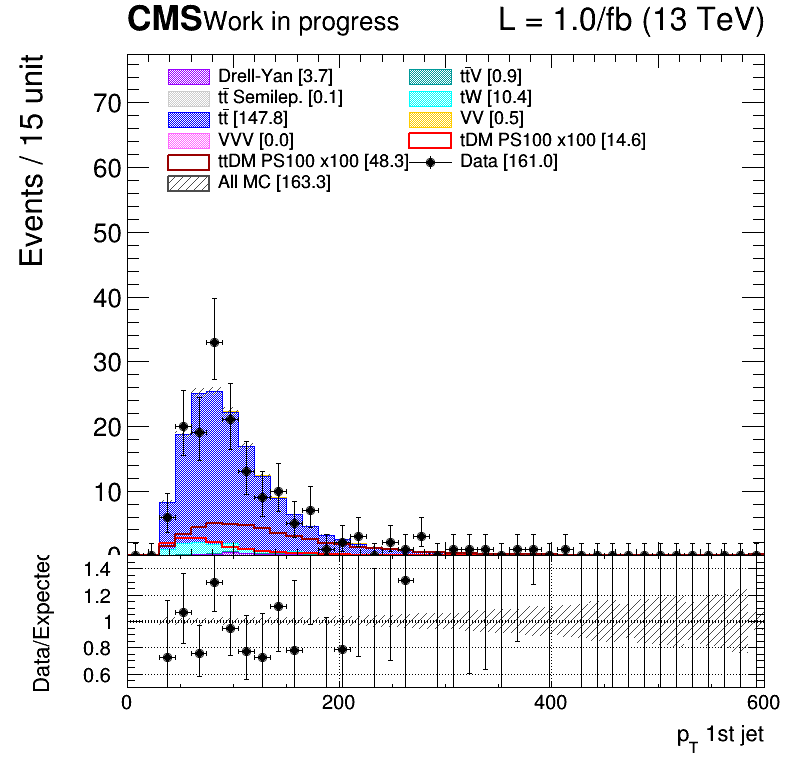 CMS Work in progress L = 1.0/fb (13 TeV)
Events / 15 unit
Drell-Yan [3.7] tt̄V [0.9]
tt̄ Semilep. [0.1] tW [10.4]
tt̄ [147.8] VV [0.5]
VVV [0.0] tDM PS100 x100 [14.6]
ttDM PS100 x100 [48.3] Data [161.0]
All MC [163.3]
70
60
50
40
30
20
10
0
Data/Expected
1.4
1.2
1
0.8
0.6
0 200 400 600
p_T 1st jet